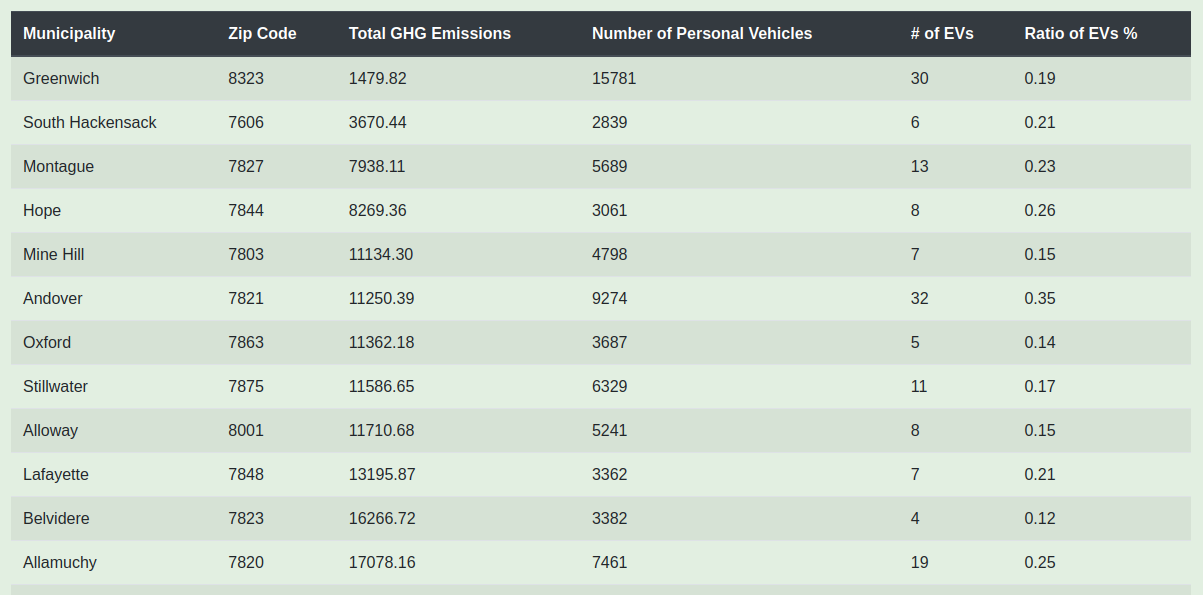 Municipality Zip Code Total GHG Emissions Number of Personal Vehicles # of EVs Ratio of EVs %
Greenwich 8323 1479.82 15781 30 0.19
South Hackensack 7606 3670.44 2839 6 0.21
Montague 7827 7938.11 5689 13 0.23
Hope 7844 8269.36 3061 8 0.26
Mine Hill 7803 11134.30 4798 7 0.15
Andover 7821 11250.39 9274 32 0.35
Oxford 7863 11362.18 3687 5 0.14
Stillwater 7875 11586.65 6329 11 0.17
Alloway 8001 11710.68 5241 8 0.15
Lafayette 7848 13195.87 3362 7 0.21
Belvidere 7823 16266.72 3382 4 0.12
Allamuchy 7820 17078.16 7461 19 0.25